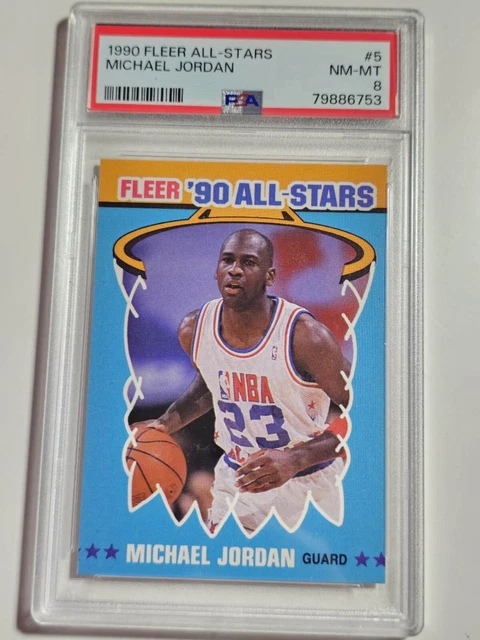 1990 FLEER ALL-STARS #5
MICHAEL JORDAN NM-MT
8
PSA 79886753
FLEER '90 ALL-STARS
NBA
23
MICHAEL JORDAN GUARD